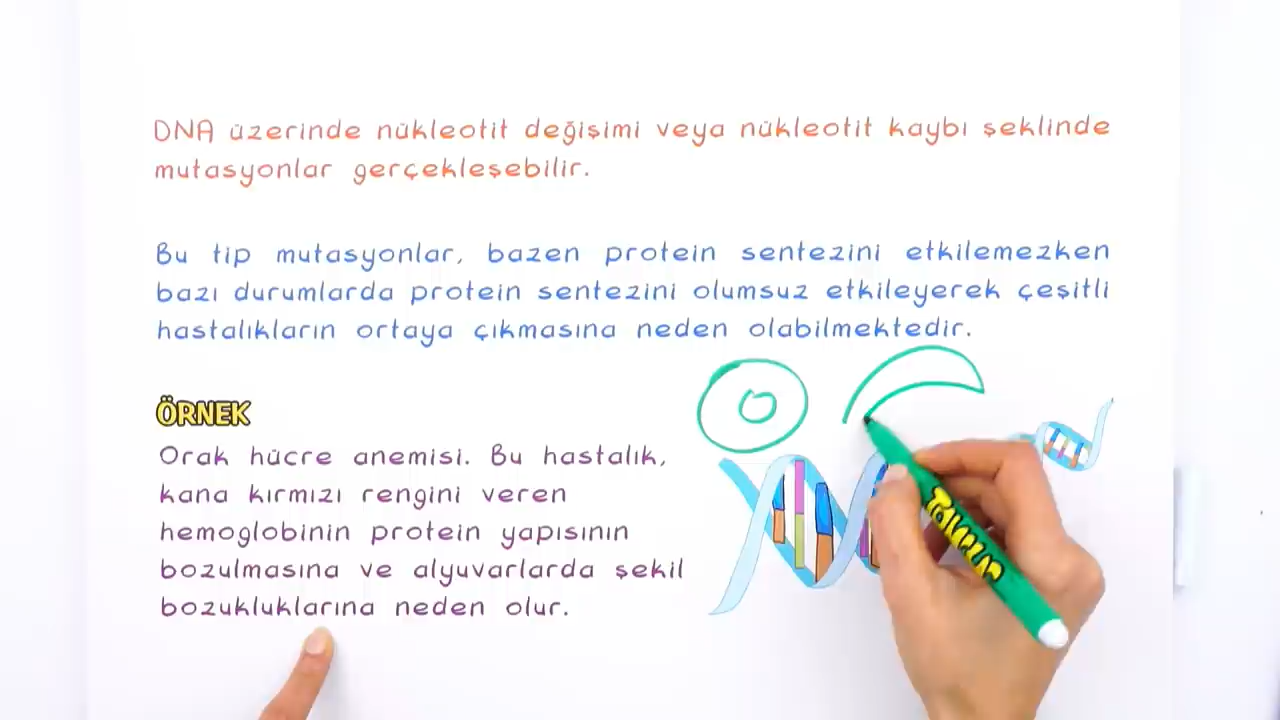 DNA üzerinde nükleotit değişimi veya nükleotit kaybı şeklinde
mutasyonlar gerçekleşebilir.
Bu tip mutasyonlar, bazen protein sentezini etkilemezken
bazı durumlarda protein sentezini olumsuz etkileyerek çeşitli
hastalıkların ortaya çıkmasına neden olabilmektedir.
ÖRNEK
Orak hücre anemisi. Bu hastalık,
kana kırmızı rengini veren
hemoglobinin protein yapısının
bozulmasına ve alyuvarlarda şekil
bozukluklarına neden olur.